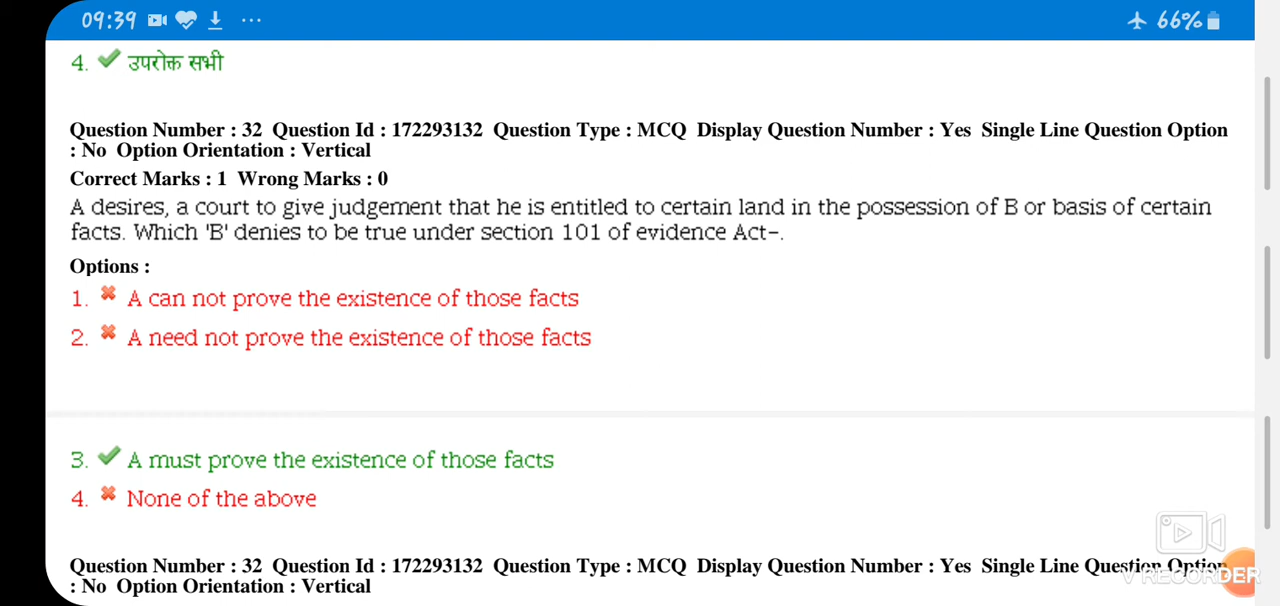 09:39 ... 66%
4. उपरोक्त सभी
Question Number : 32 Question Id : 172293132 Question Type : MCQ Display Question Number : Yes Single Line Question Option
: No Option Orientation : Vertical
Correct Marks : 1 Wrong Marks : 0
A desires, a court to give judgement that he is entitled to certain land in the possession of B or basis of certain
facts. Which 'B' denies to be true under section 101 of evidence Act-.
Options :
1. A can not prove the existence of those facts
2. A need not prove the existence of those facts
3. A must prove the existence of those facts
4. None of the above
Question Number : 32 Question Id : 172293132 Question Type : MCQ Display Question Number : Yes Single Line Question Option
: No Option Orientation : Vertical
V RECORDER